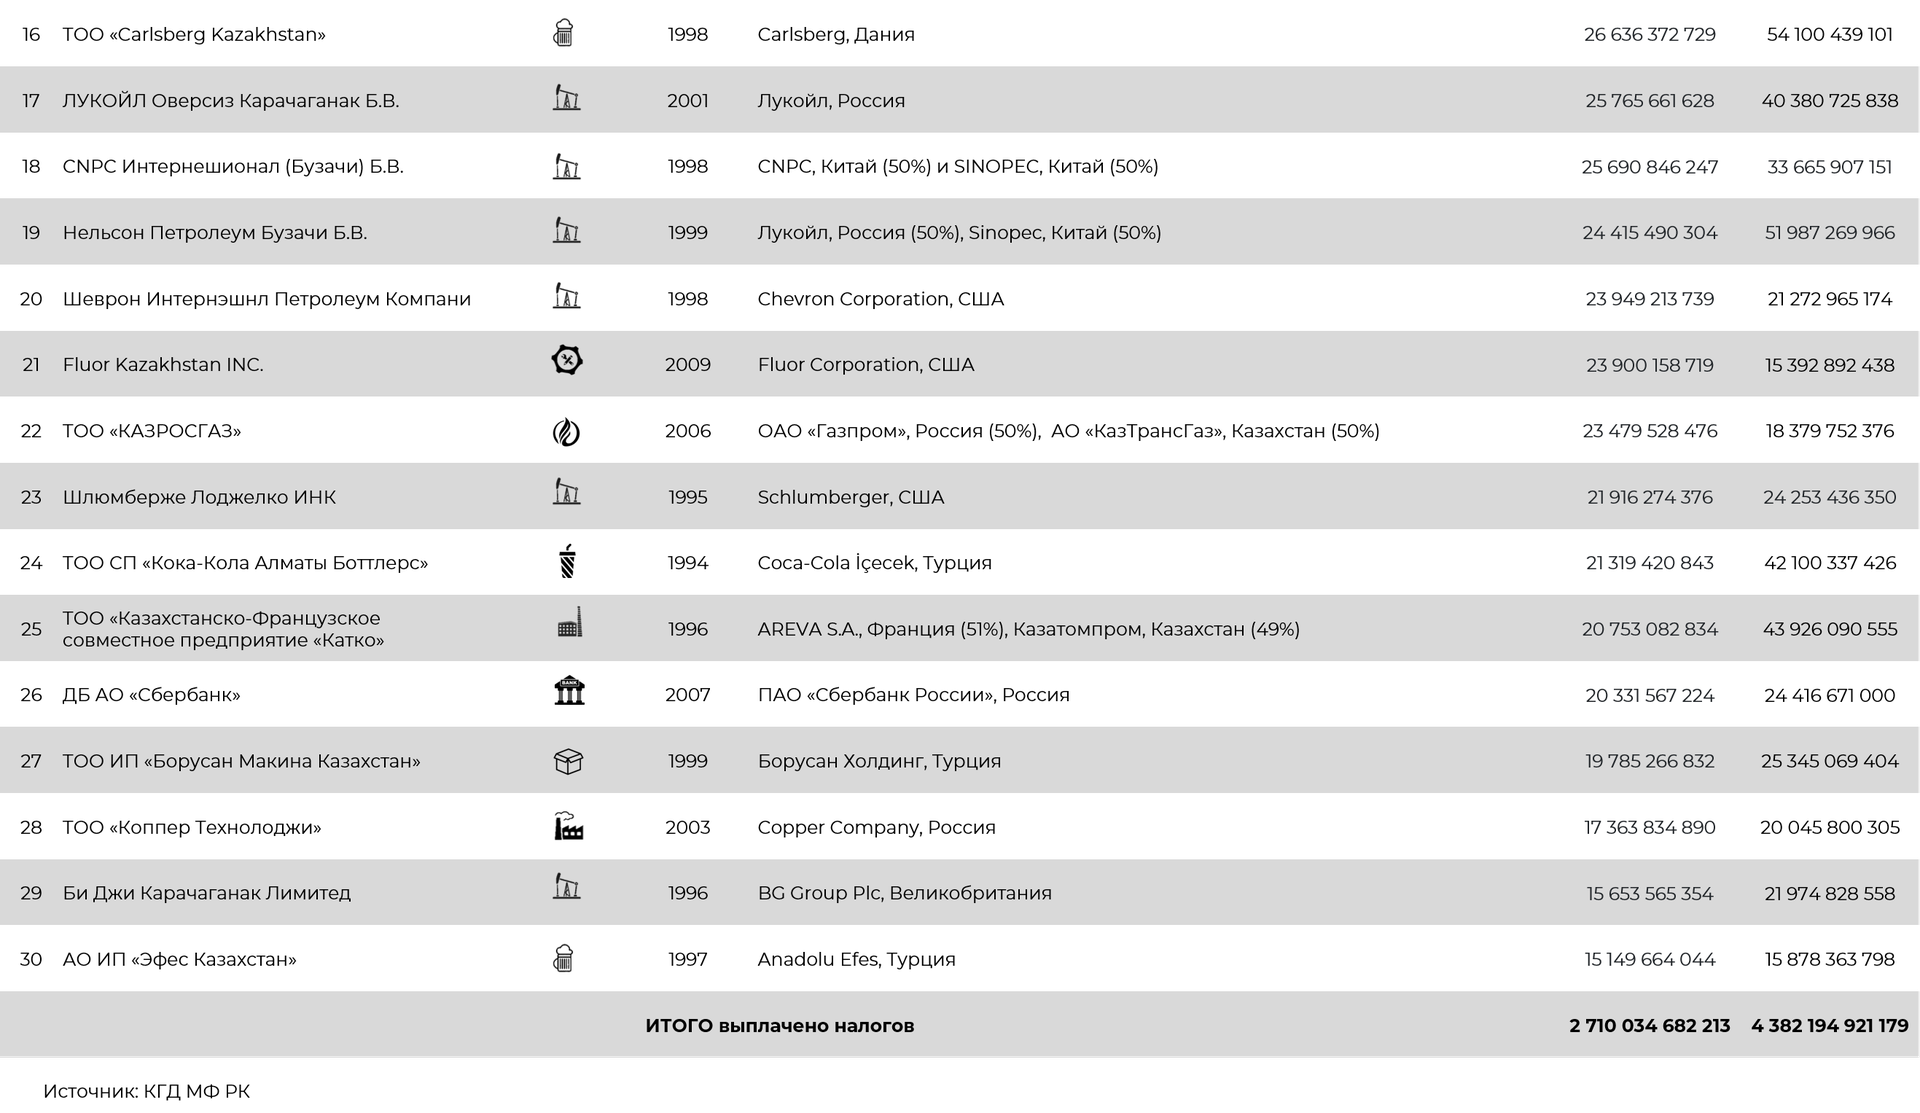 16 ТОО «Carlsberg Kazakhstan» 1998 Carlsberg, Дания 26 636 372 729 54 100 439 101
17 ЛУКОЙЛ Оверсиз Карачаганак Б.В. 2001 Лукойл, Россия 25 765 661 628 40 380 725 838
18 CNPC Интернешионал (Бузачи) Б.В. 1998 CNPC, Китай (50%) и SINOPEC, Китай (50%) 25 690 846 247 33 665 907 151
19 Нельсон Петролеум Бузачи Б.В. 1999 Лукойл, Россия (50%), Sinopec, Китай (50%) 24 415 490 304 51 987 269 966
20 Шеврон Интернэшнл Петролеум Компани 1998 Chevron Corporation, США 23 949 213 739 21 272 965 174
21 Fluor Kazakhstan INC. 2009 Fluor Corporation, США 23 900 158 719 15 392 892 438
22 ТОО «КАЗРОСГАЗ» 2006 ОАО «Газпром», Россия (50%), АО «КазТрансГаз», Казахстан (50%) 23 479 528 476 18 379 752 376
23 Шлюмберже Лоджелко ИНК 1995 Schlumberger, США 21 916 274 376 24 253 436 350
24 ТОО СП «Кока-Кола Алматы Боттлерс» 1994 Coca-Cola İçecek, Турция 21 319 420 843 42 100 337 426
ТОО «Казахстанско-Французское
25 совместное предприятие «Катко» 1996 AREVA S.A., Франция (51%), Казатомпром, Казахстан (49%) 20 753 082 834 43 926 090 555
26 ДБ АО «Сбербанк» BANK 2007 ПАО «Сбербанк России», Россия 20 331 567 224 24 416 671 000
27 ТОО ИП «Борусан Макина Казахстан» 1999 Борусан Холдинг, Турция 19 785 266 832 25 345 069 404
28 ТОО «Коппер Технолоджи» 2003 Copper Company, Россия 17 363 834 890 20 045 800 305
29 Би Джи Карачаганак Лимитед 1996 BG Group Plc, Великобритания 15 653 565 354 21 974 828 558
30 АО ИП «Эфес Казахстан» 1997 Anadolu Efes, Турция 15 149 664 044 15 878 363 798
ИТОГО выплачено налогов 2 710 034 682 213 4 382 194 921 179
Источник: КГД МФ РК